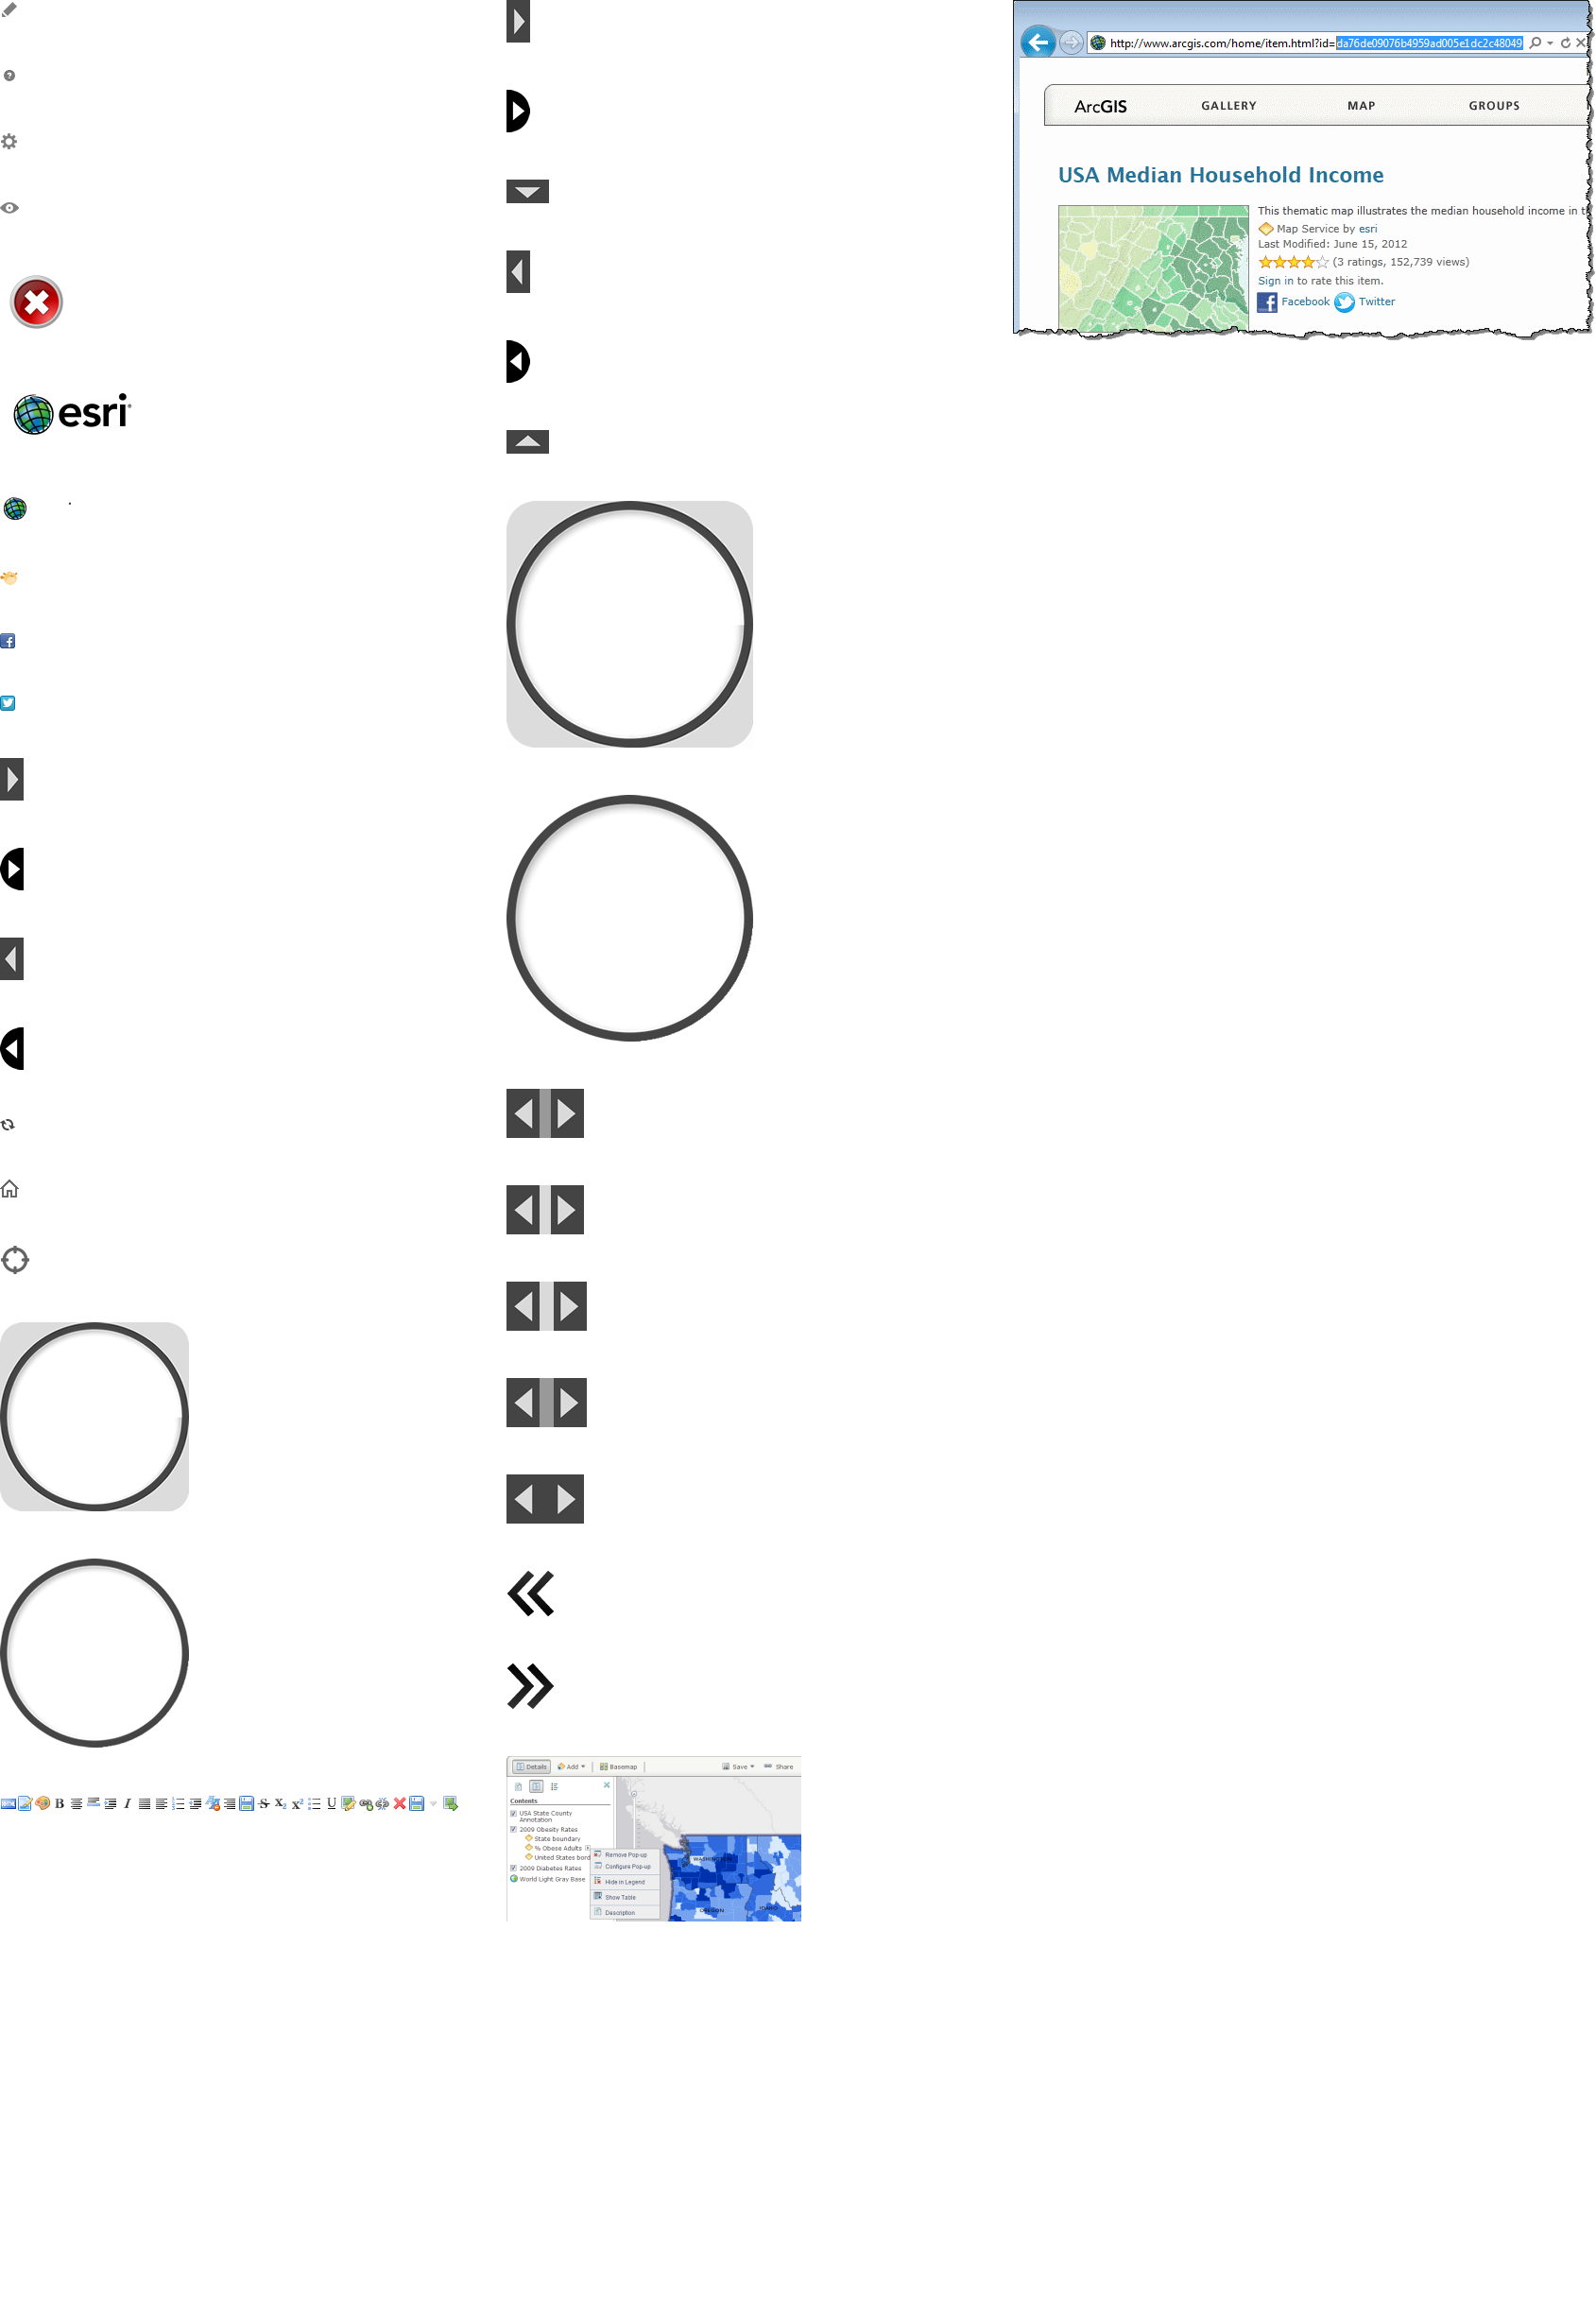 esri
B I S X₂ X² U
Details Add Basemap Save Share
Contents
USA State County
Annotation
2009 Obesity Rates
State boundary
% Obese Adults
United States bord
2009 Diabetes Rates
World Light Gray Base
Remove Pop-up
Configure Pop-up
Hide in Legend
Show Table
Description
WASHINGTON
OREGON
IDAHO
http://www.arcgis.com/home/item.html?id=da76de09076b4959ad005e1dc2c48049
ArcGIS GALLERY MAP GROUPS
USA Median Household Income
This thematic map illustrates the median household income in
Map Service by esri
Last Modified: June 15, 2012
(3 ratings, 152,739 views)
Sign in to rate this item.
Facebook Twitter